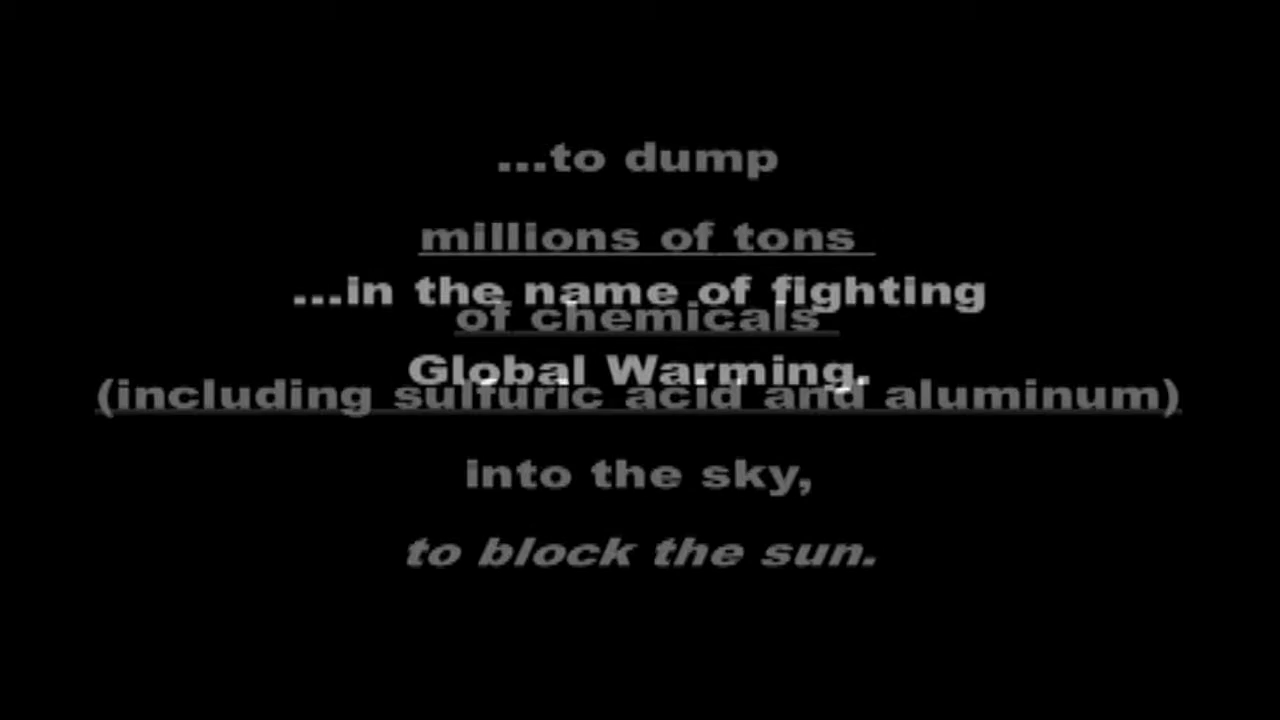 ...to dump
millions of tons
...in the name of fighting
of chemicals
Global Warming.
(including sulfuric acid and aluminum)
into the sky,
to block the sun.